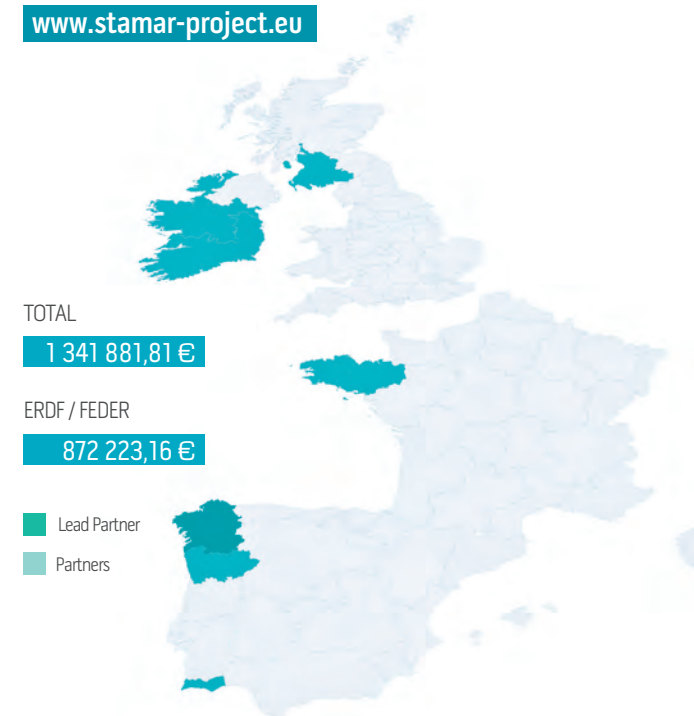 www.stamar-project.eu
TOTAL
1 341 881,81 €
ERDF / FEDER
872 223,16 €
Lead Partner
Partners